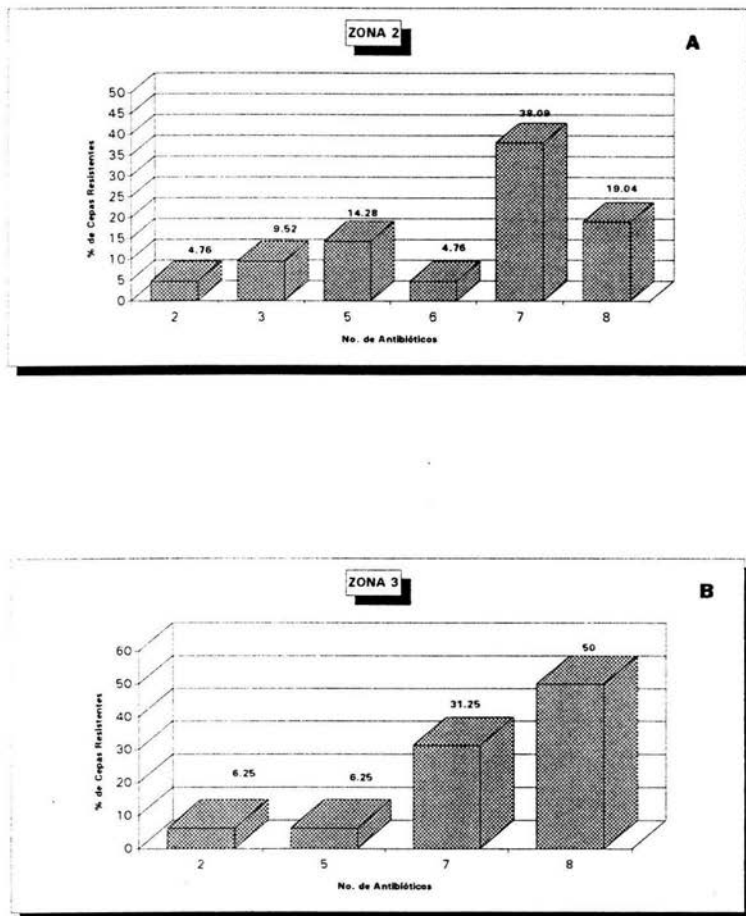 ZONA 2
A
50
45
40
35
30
25
20
15
10
5
0
% de Cepas Resistentes
4.76
9.52
14.28
4.76
38.09
19.04
2 3 5 6 7 8
No. de Antibióticos
ZONA 3
B
60
50
40
30
20
10
0
% de Cepas Resistentes
6.25
6.25
31.25
50
2 5 7 8
No. de Antibióticos